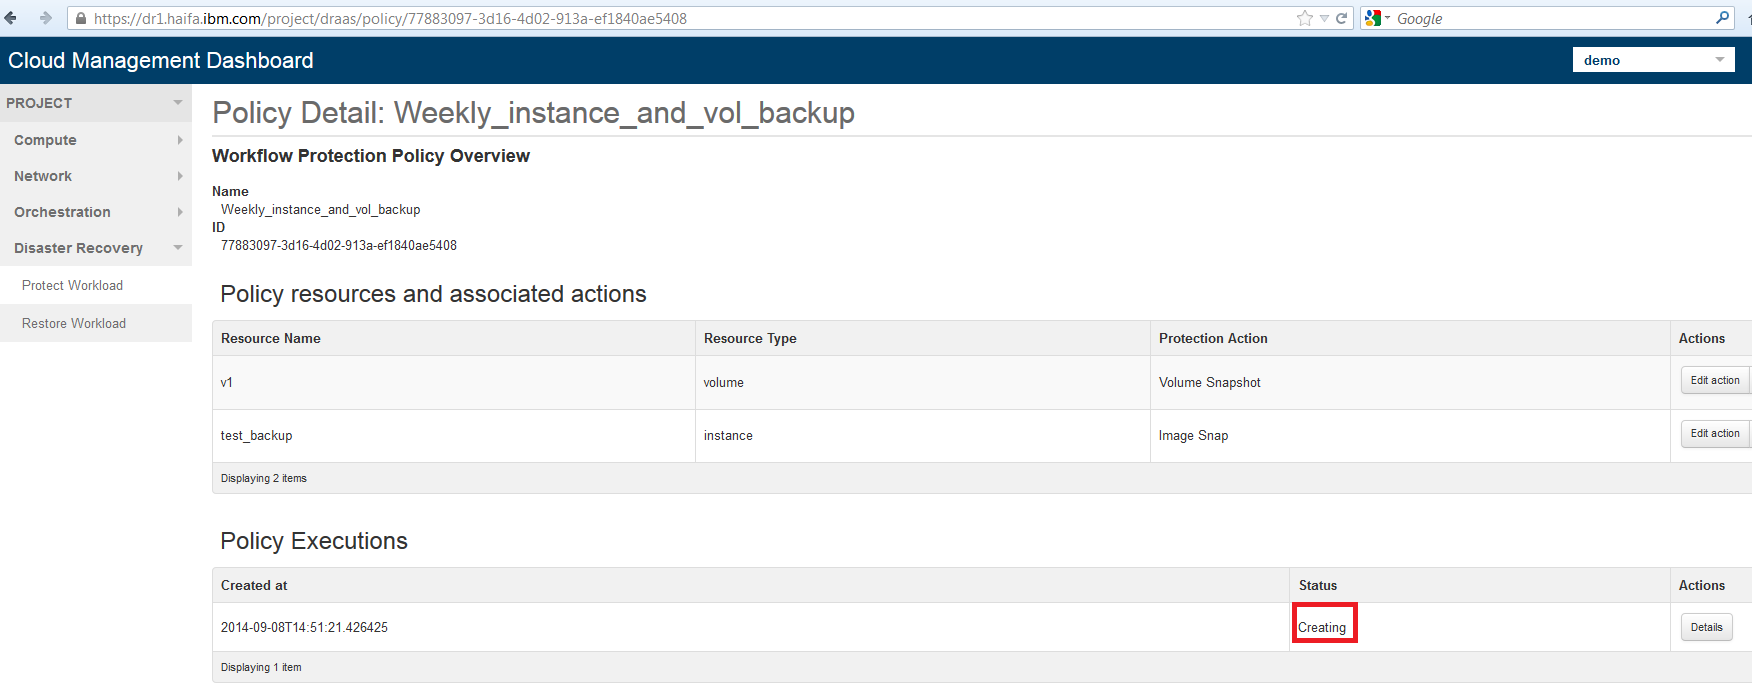 https://dr1.haifa.ibm.com/project/draas/policy/77883097-3d16-4d02-913a-ef1840ae5408 Google
Cloud Management Dashboard demo
PROJECT
Compute
Network
Orchestration
Disaster Recovery
Protect Workload
Restore Workload
Policy Detail: Weekly_instance_and_vol_backup
Workflow Protection Policy Overview
Name
Weekly_instance_and_vol_backup
ID
77883097-3d16-4d02-913a-ef1840ae5408
Policy resources and associated actions
Resource Name Resource Type Protection Action Actions
v1 volume Volume Snapshot Edit action
test_backup instance Image Snap Edit action
Displaying 2 items
Policy Executions
Created at Status Actions
2014-09-08T14:51:21.426425 Creating Details
Displaying 1 item